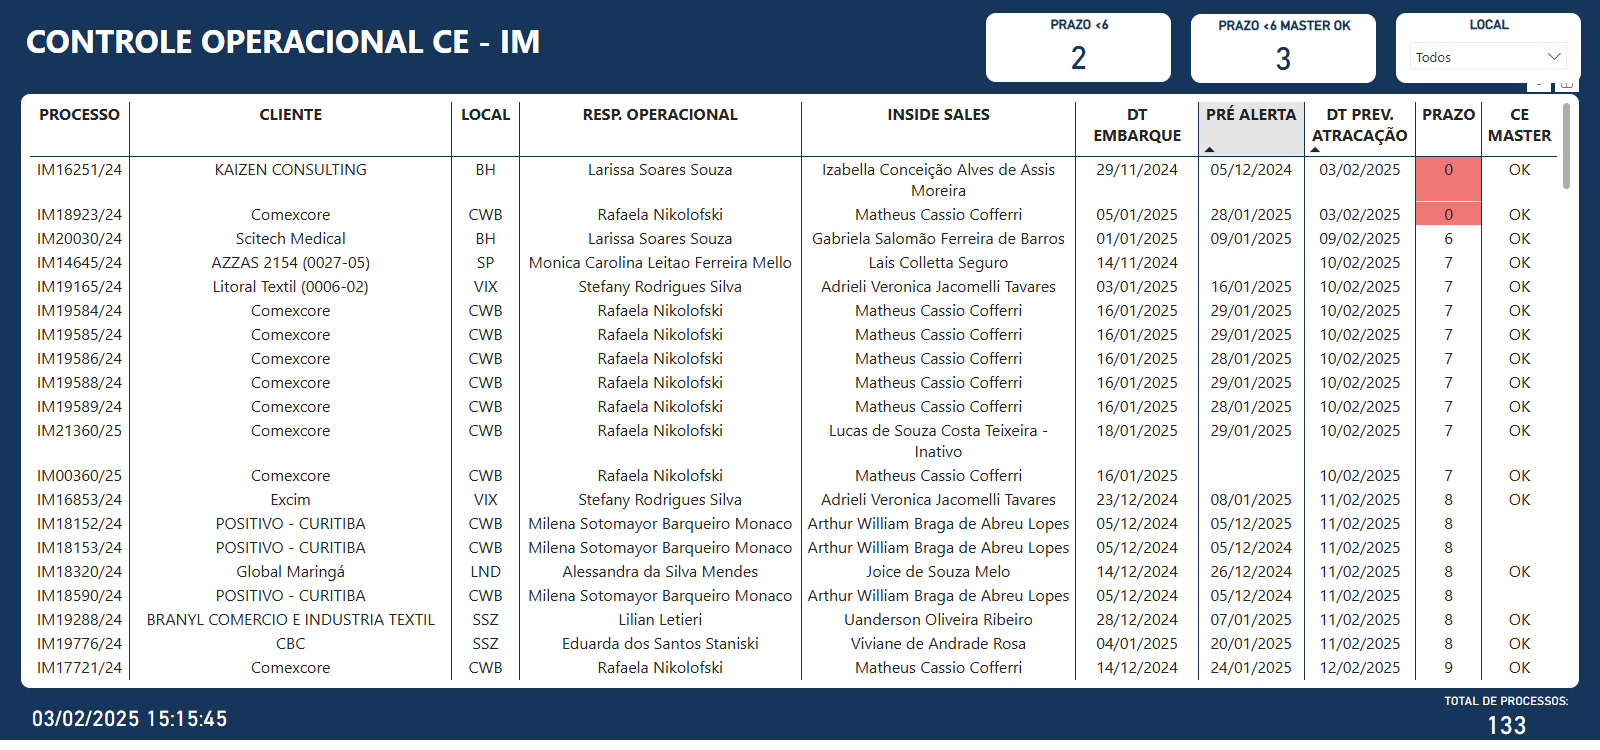 CONTROLE OPERACIONAL CE - IM
PRAZO <6
2
PRAZO <6 MASTER OK
3
LOCAL
Todos
PROCESSO CLIENTE LOCAL RESP. OPERACIONAL INSIDE SALES DT EMBARQUE PRÉ ALERTA DT PREV. ATRACAÇÃO PRAZO CE MASTER
IM16251/24 KAIZEN CONSULTING BH Larissa Soares Souza Izabella Conceição Alves de Assis Moreira 29/11/2024 05/12/2024 03/02/2025 0 OK
IM18923/24 Comexcore CWB Rafaela Nikolofski Matheus Cassio Cofferri 05/01/2025 28/01/2025 03/02/2025 0 OK
IM20030/24 Scitech Medical BH Larissa Soares Souza Gabriela Salomão Ferreira de Barros 01/01/2025 09/01/2025 09/02/2025 6 OK
IM14645/24 AZZAS 2154 (0027-05) SP Monica Carolina Leitao Ferreira Mello Lais Colletta Seguro 14/11/2024 10/02/2025 7 OK
IM19165/24 Litoral Textil (0006-02) VIX Stefany Rodrigues Silva Adrieli Veronica Jacomelli Tavares 03/01/2025 16/01/2025 10/02/2025 7 OK
IM19584/24 Comexcore CWB Rafaela Nikolofski Matheus Cassio Cofferri 16/01/2025 29/01/2025 10/02/2025 7 OK
IM19585/24 Comexcore CWB Rafaela Nikolofski Matheus Cassio Cofferri 16/01/2025 29/01/2025 10/02/2025 7 OK
IM19586/24 Comexcore CWB Rafaela Nikolofski Matheus Cassio Cofferri 16/01/2025 28/01/2025 10/02/2025 7 OK
IM19588/24 Comexcore CWB Rafaela Nikolofski Matheus Cassio Cofferri 16/01/2025 29/01/2025 10/02/2025 7 OK
IM19589/24 Comexcore CWB Rafaela Nikolofski Matheus Cassio Cofferri 16/01/2025 28/01/2025 10/02/2025 7 OK
IM21360/25 Comexcore CWB Rafaela Nikolofski Lucas de Souza Costa Teixeira - Inativo 18/01/2025 29/01/2025 10/02/2025 7 OK
IM00360/25 Comexcore CWB Rafaela Nikolofski Matheus Cassio Cofferri 16/01/2025 10/02/2025 7 OK
IM16853/24 Excim VIX Stefany Rodrigues Silva Adrieli Veronica Jacomelli Tavares 23/12/2024 08/01/2025 11/02/2025 8 OK
IM18152/24 POSITIVO - CURITIBA CWB Milena Sotomayor Barqueiro Monaco Arthur William Braga de Abreu Lopes 05/12/2024 05/12/2025 11/02/2025 8
IM18153/24 POSITIVO - CURITIBA CWB Milena Sotomayor Barqueiro Monaco Arthur William Braga de Abreu Lopes 05/12/2024 05/12/2024 11/02/2025 8
IM18320/24 Global Maringá LND Alessandra da Silva Mendes Joice de Souza Melo 14/12/2024 26/12/2024 11/02/2025 8 OK
IM18590/24 POSITIVO - CURITIBA CWB Milena Sotomayor Barqueiro Monaco Arthur William Braga de Abreu Lopes 05/12/2024 05/12/2024 11/02/2025 8
IM19288/24 BRANYL COMERCIO E INDUSTRIA TEXTIL SSZ Lilian Letieri Uanderson Oliveira Ribeiro 28/12/2024 07/01/2025 11/02/2025 8 OK
IM19776/24 CBC SSZ Eduarda dos Santos Staniski Viviane de Andrade Rosa 04/01/2025 20/01/2025 11/02/2025 8 OK
IM17721/24 Comexcore CWB Rafaela Nikolofski Matheus Cassio Cofferri 14/12/2024 24/01/2025 12/02/2025 9 OK
03/02/2025 15:15:45
TOTAL DE PROCESSOS:
133